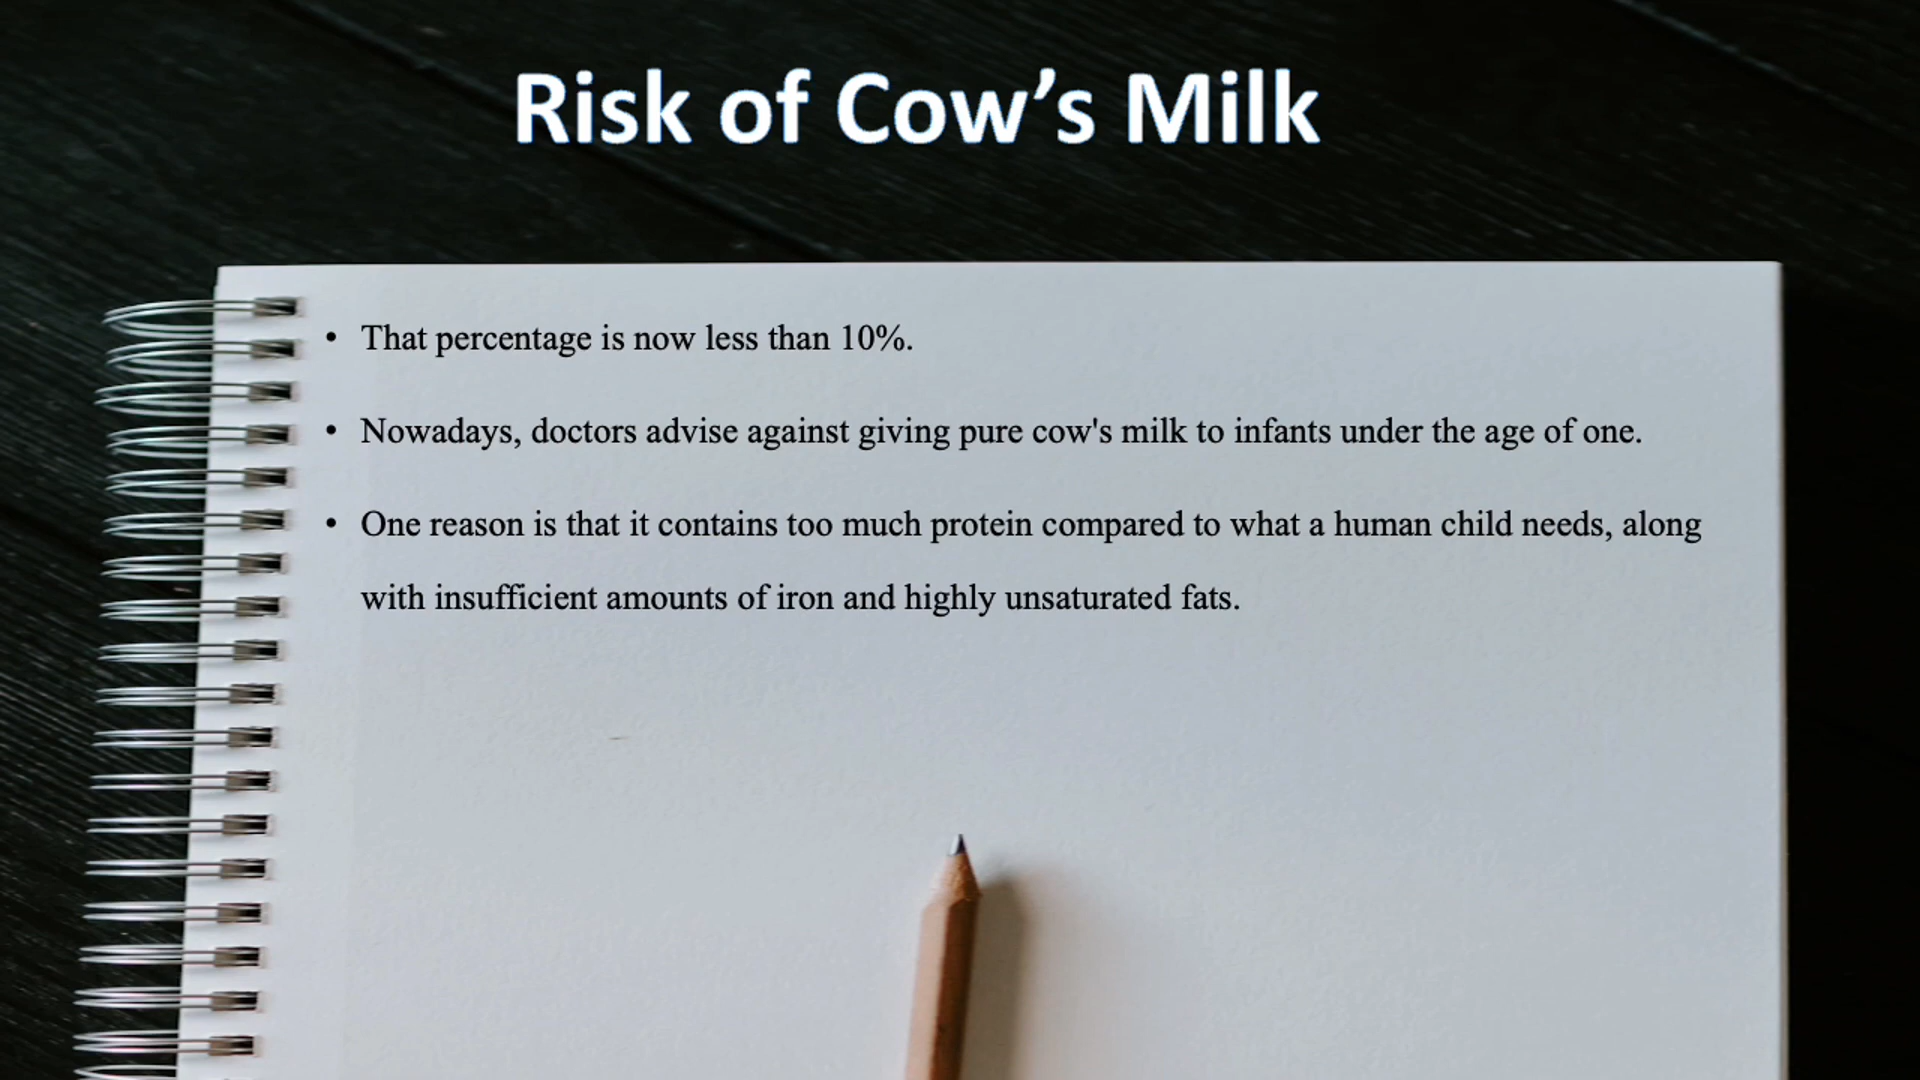 Risk of Cow’s Milk
• That percentage is now less than 10%.
• Nowadays, doctors advise against giving pure cow's milk to infants under the age of one.
• One reason is that it contains too much protein compared to what a human child needs, along
with insufficient amounts of iron and highly unsaturated fats.